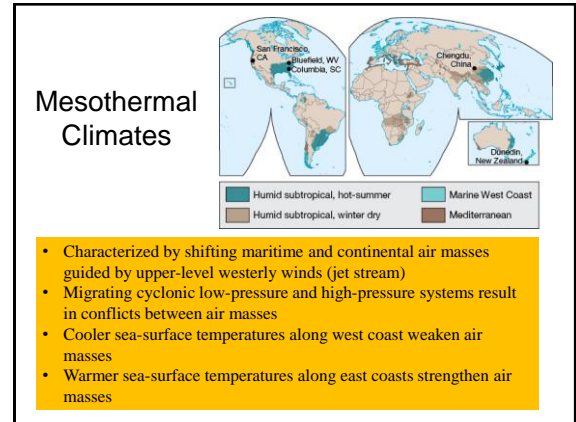 Mesothermal
Climates
San Francisco,
CA
Bluefield, WV
Columbia, SC
Chengdu,
China
Dunedin,
New Zealand
Humid subtropical, hot-summer
Marine West Coast
Humid subtropical, winter dry
Mediterranean
• Characterized by shifting maritime and continental air masses
guided by upper-level westerly winds (jet stream)
• Migrating cyclonic low-pressure and high-pressure systems result
in conflicts between air masses
• Cooler sea-surface temperatures along west coast weaken air
masses
• Warmer sea-surface temperatures along east coasts strengthen air
masses